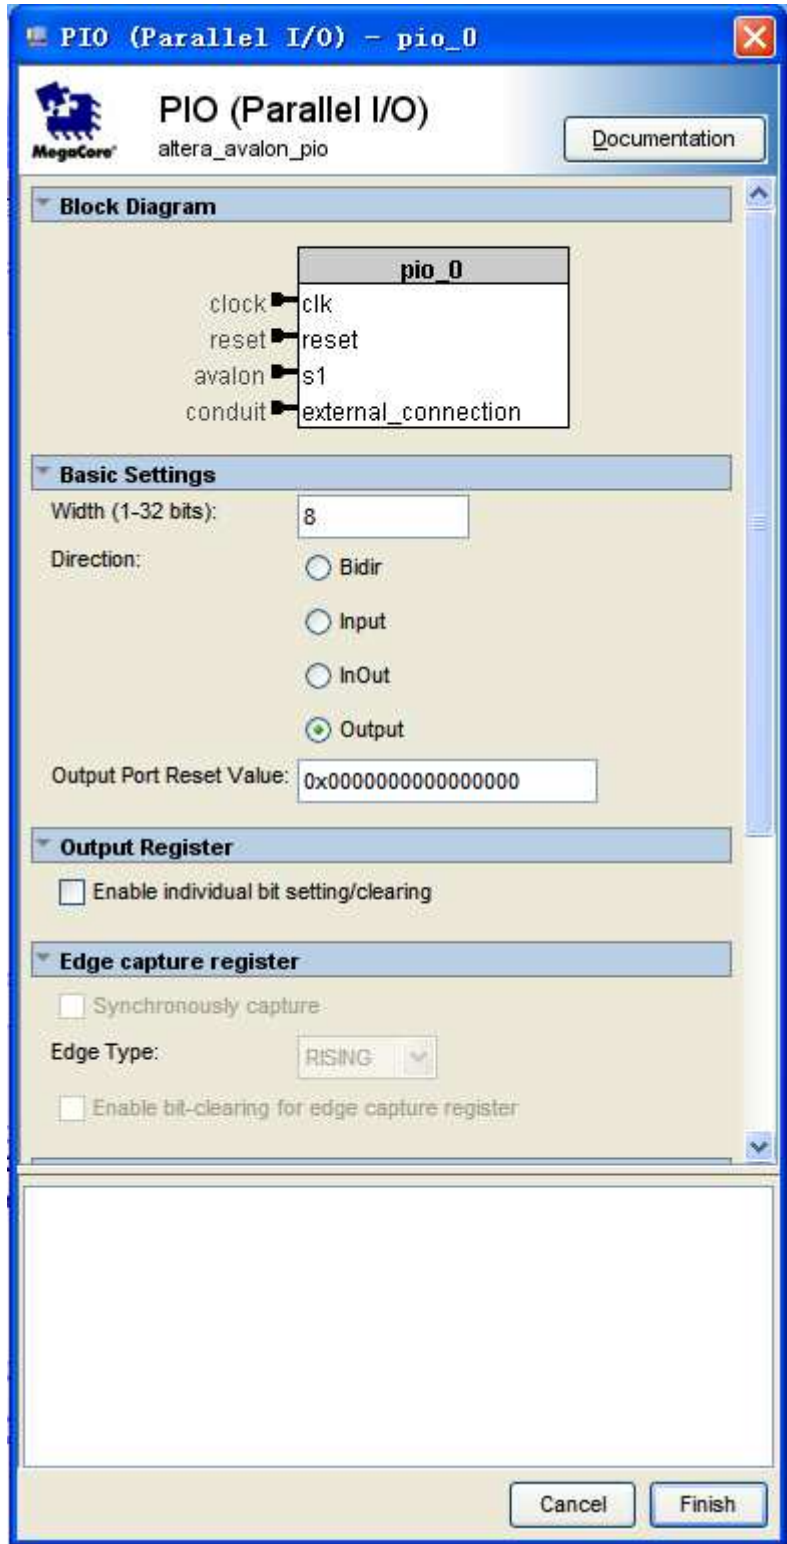 PIO (Parallel I/O) - pio_0
PIO (Parallel I/O)
altera_avalon_pio
MegaCore'
Documentation
Block Diagram
pio_0
clock clk
reset reset
avalon s1
conduit external_connection
Basic Settings
Width (1-32 bits): 8
Direction: Bidir
Input
InOut
Output
Output Port Reset Value: 0x0000000000000000
Output Register
Enable individual bit setting/clearing
Edge capture register
Synchronously capture
Edge Type: RISING
Enable bit-clearing for edge capture register
Cancel Finish